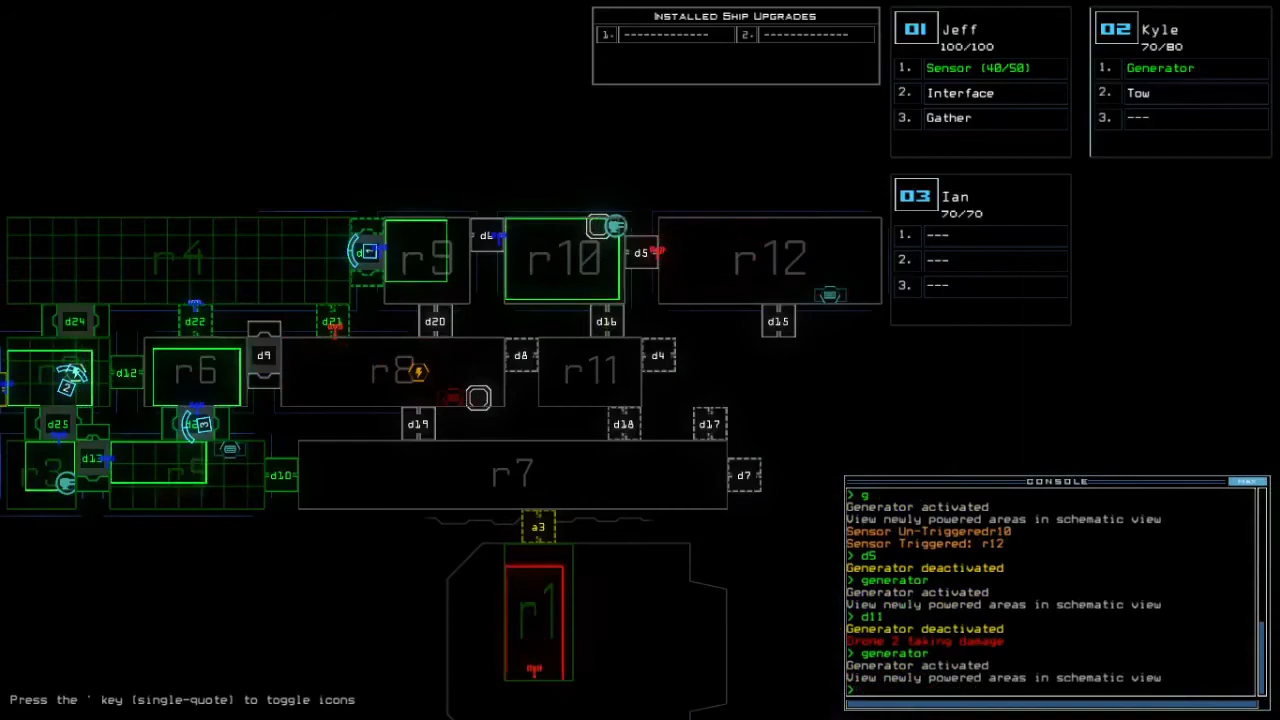 Installed Ship Upgrades
1. ------------- 2. -------------
01 Jeff
100/100
1. Sensor (40/50)
2. Interface
3. Gather
02 Kyle
70/80
1. Generator
2. Tow
3. ---
03 Ian
70/70
1. ---
2. ---
3. ---
r4
r9
d6
r10
d5
r12
d24
d22
d21
d20
d16
d15
d12
r6
d9
r8
d8
r11
d4
1
2
3
d25
d19
d18
d17
r3
d13
d10
r7
d7
a3
r1
CONSOLE
> g
Generator activated
View newly powered areas in schematic view
Sensor Un-Triggeredr10
Sensor Triggered: r12
> d5
Generator deactivated
> generator
Generator activated
View newly powered areas in schematic view
> d11
Generator deactivated
Drone 2 taking damage
> generator
Generator activated
View newly powered areas in schematic view
>
Press the ' key (single-quote) to toggle icons